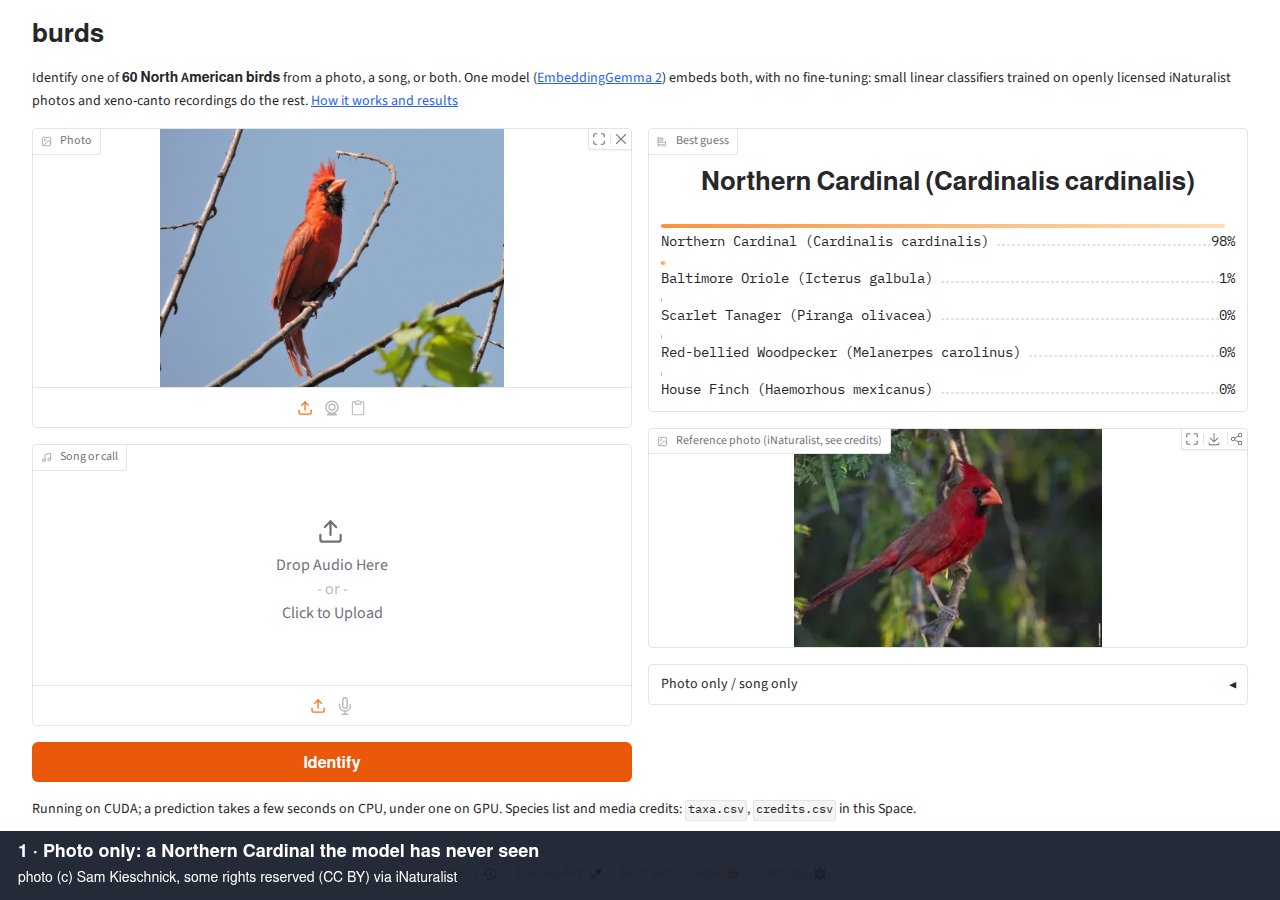 burds
Identify one of 60 North American birds from a photo, a song, or both. One model (EmbeddingGemma 2) embeds both, with no fine-tuning: small linear classifiers trained on openly licensed iNaturalist
photos and xeno-canto recordings do the rest. How it works and results
Photo
Song or call
Drop Audio Here
- or -
Click to Upload
Identify
Best guess
Northern Cardinal (Cardinalis cardinalis)
Northern Cardinal (Cardinalis cardinalis) 98%
Baltimore Oriole (Icterus galbula) 1%
Scarlet Tanager (Piranga olivacea) 0%
Red-bellied Woodpecker (Melanerpes carolinus) 0%
House Finch (Haemorhous mexicanus) 0%
Reference photo (iNaturalist, see credits)
Photo only / song only
Running on CUDA; a prediction takes a few seconds on CPU, under one on GPU. Species list and media credits: taxa.csv, credits.csv in this Space.
1 · Photo only: a Northern Cardinal the model has never seen
photo (c) Sam Kieschnick, some rights reserved (CC BY) via iNaturalist